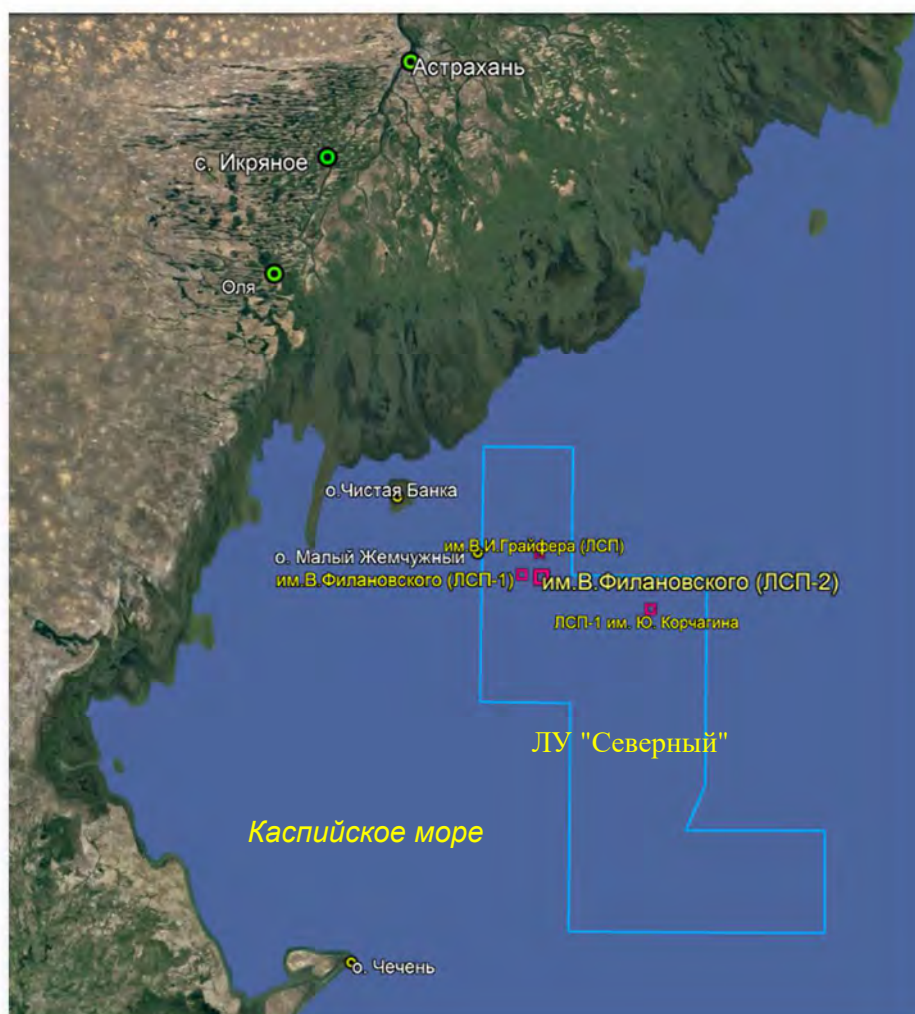 Астрахань
с. Икряное
Оля
о.Чистая Банка
им.В.И.Грайфера (ЛСП)
о. Малый Жемчужный
им.В.Филановского (ЛСП-1)
им.В.Филановского (ЛСП-2)
ЛСП-1 им. Ю. Корчагина
ЛУ "Северный"
Каспийское море
о. Чечень